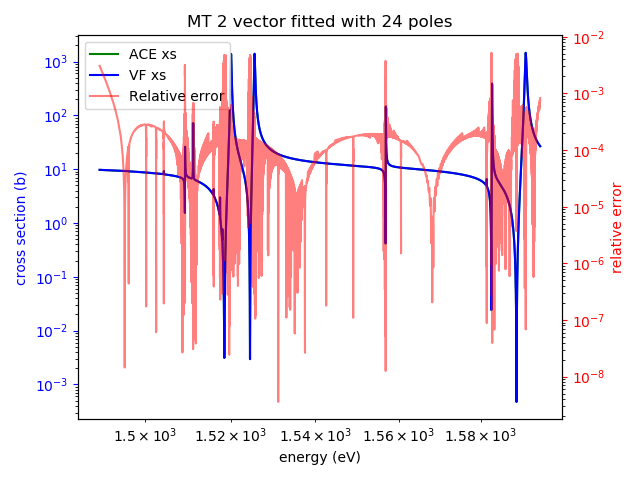 MT 2 vector fitted with 24 poles
ACE xs
VF xs
Relative error
cross section (b)
10³
10²
10¹
10⁰
10⁻¹
10⁻²
10⁻³
10⁻²
10⁻³
10⁻⁴
10⁻⁵
10⁻⁶
10⁻⁷
10⁻⁸
relative error
1.5 × 10³ 1.52 × 10³ 1.54 × 10³ 1.56 × 10³ 1.58 × 10³
energy (eV)